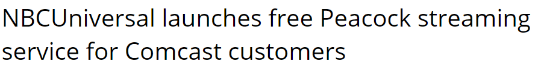 NBCUniversal launches free Peacock streaming
service for Comcast customers